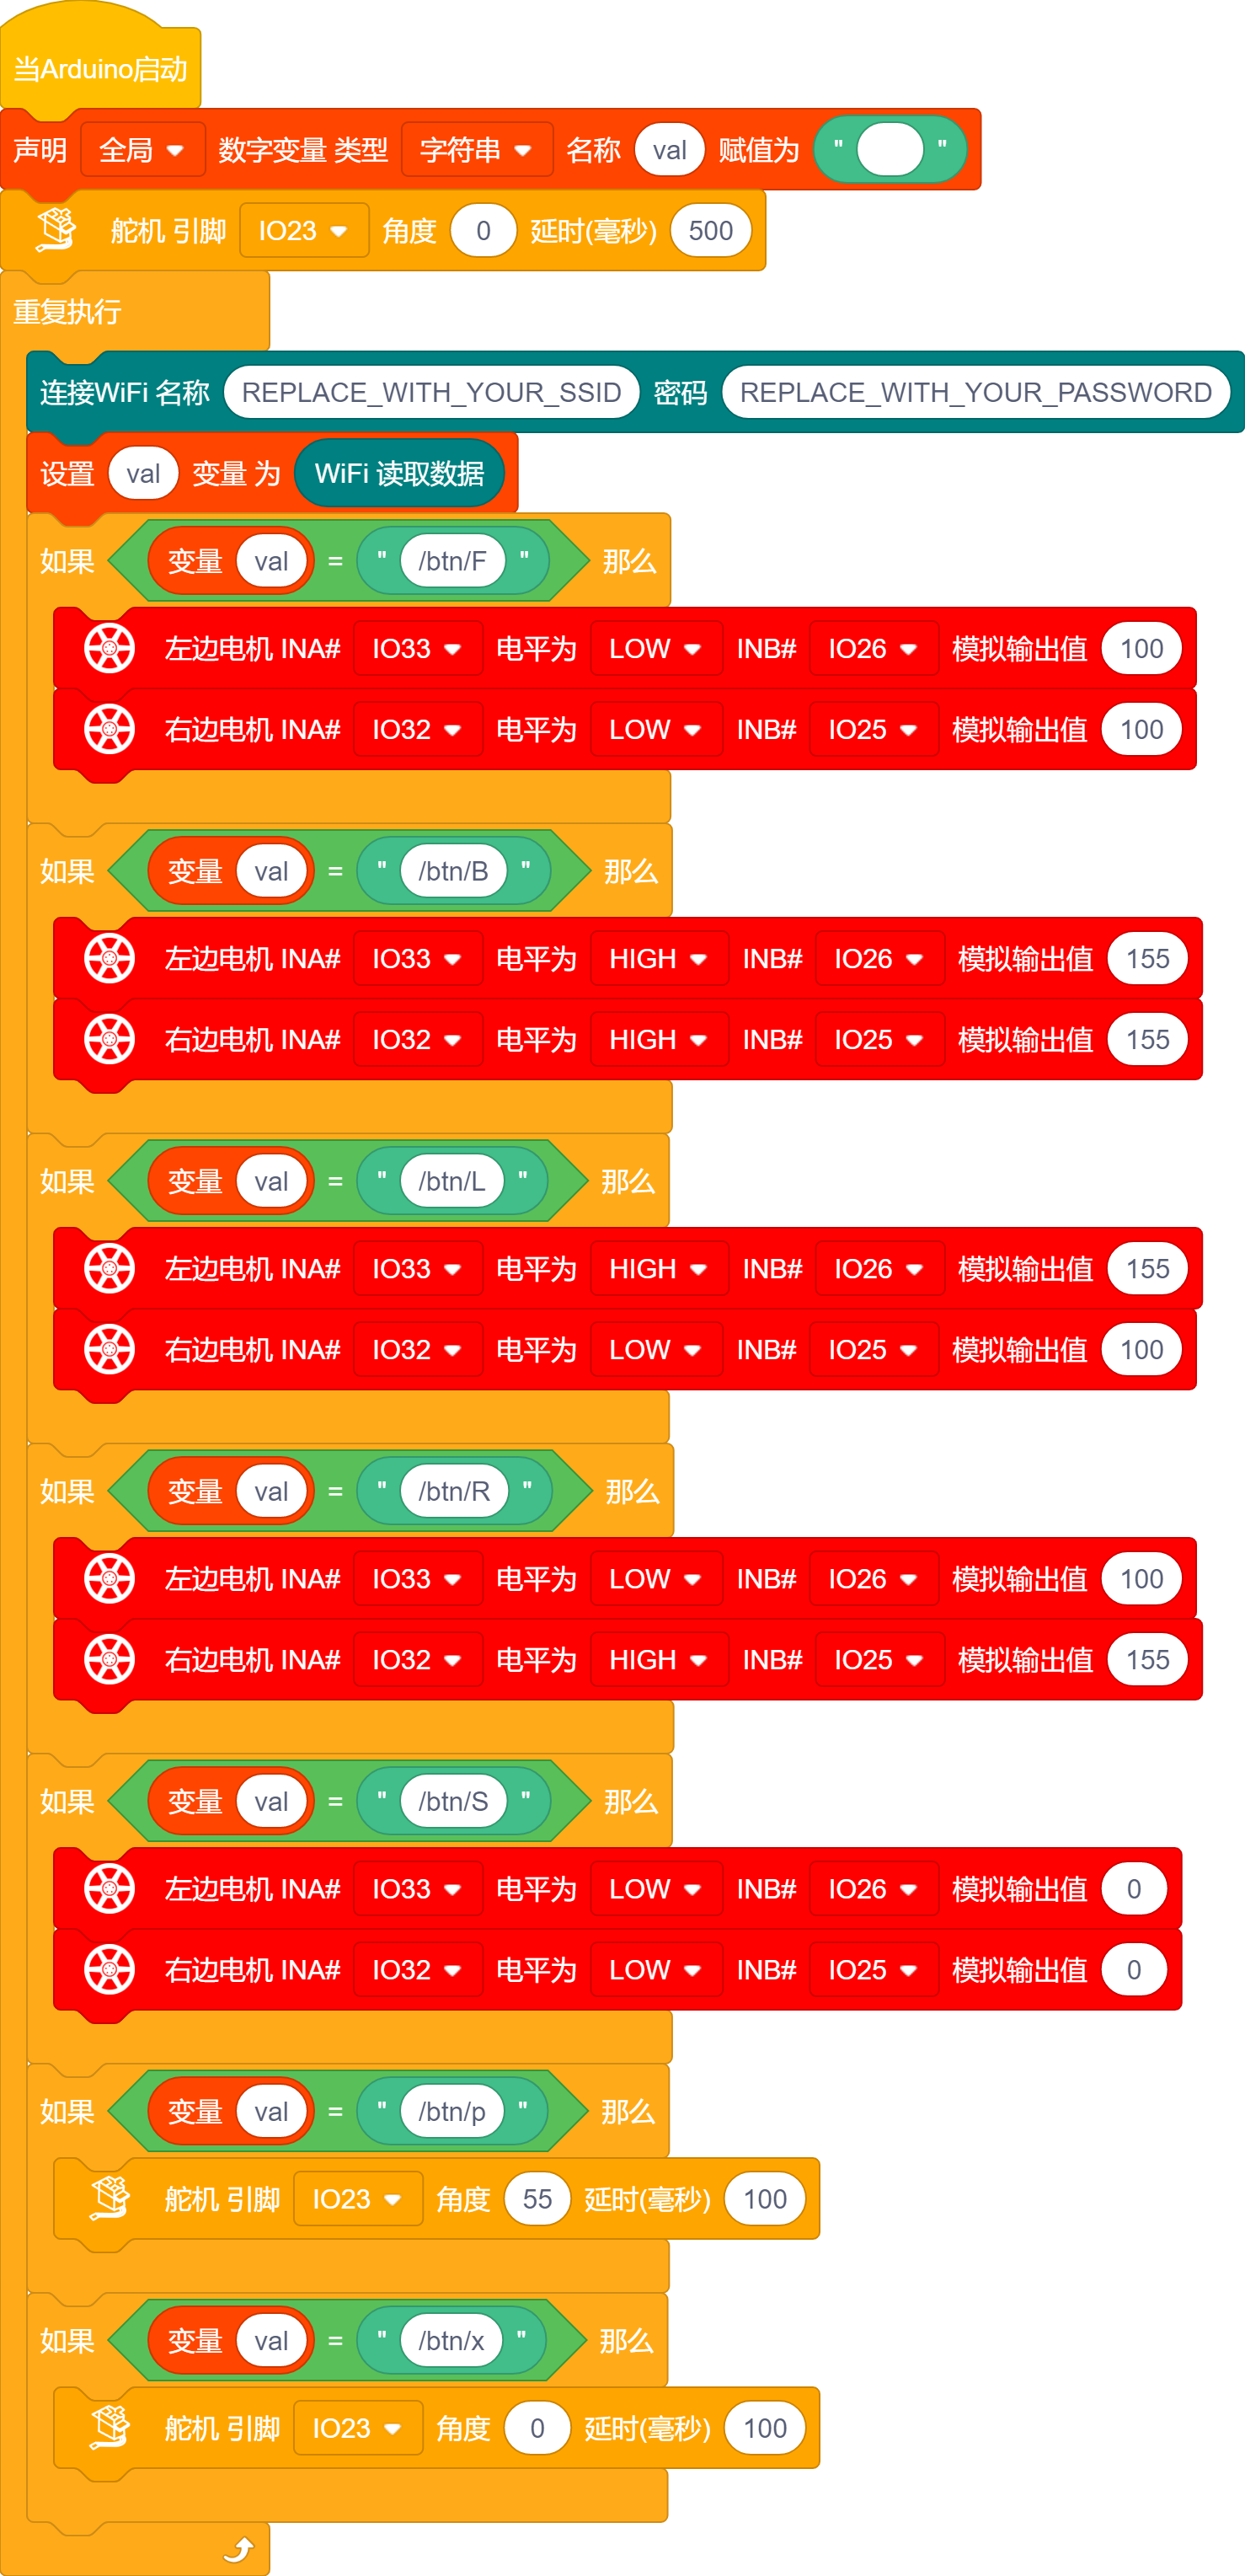 当Arduino启动
声明 全局 数字变量 类型 字符串 名称 val 赋值为 " "
舵机 引脚 IO23 角度 0 延时(毫秒) 500
重复执行
连接WiFi 名称 REPLACE_WITH_YOUR_SSID 密码 REPLACE_WITH_YOUR_PASSWORD
设置 val 变量 为 WiFi 读取数据
如果 变量 val = " /btn/F " 那么
左边电机 INA# IO33 电平为 LOW INB# IO26 模拟输出值 100
右边电机 INA# IO32 电平为 LOW INB# IO25 模拟输出值 100
如果 变量 val = " /btn/B " 那么
左边电机 INA# IO33 电平为 HIGH INB# IO26 模拟输出值 155
右边电机 INA# IO32 电平为 HIGH INB# IO25 模拟输出值 155
如果 变量 val = " /btn/L " 那么
左边电机 INA# IO33 电平为 HIGH INB# IO26 模拟输出值 155
右边电机 INA# IO32 电平为 LOW INB# IO25 模拟输出值 100
如果 变量 val = " /btn/R " 那么
左边电机 INA# IO33 电平为 LOW INB# IO26 模拟输出值 100
右边电机 INA# IO32 电平为 HIGH INB# IO25 模拟输出值 155
如果 变量 val = " /btn/S " 那么
左边电机 INA# IO33 电平为 LOW INB# IO26 模拟输出值 0
右边电机 INA# IO32 电平为 LOW INB# IO25 模拟输出值 0
如果 变量 val = " /btn/p " 那么
舵机 引脚 IO23 角度 55 延时(毫秒) 100
如果 变量 val = " /btn/x " 那么
舵机 引脚 IO23 角度 0 延时(毫秒) 100